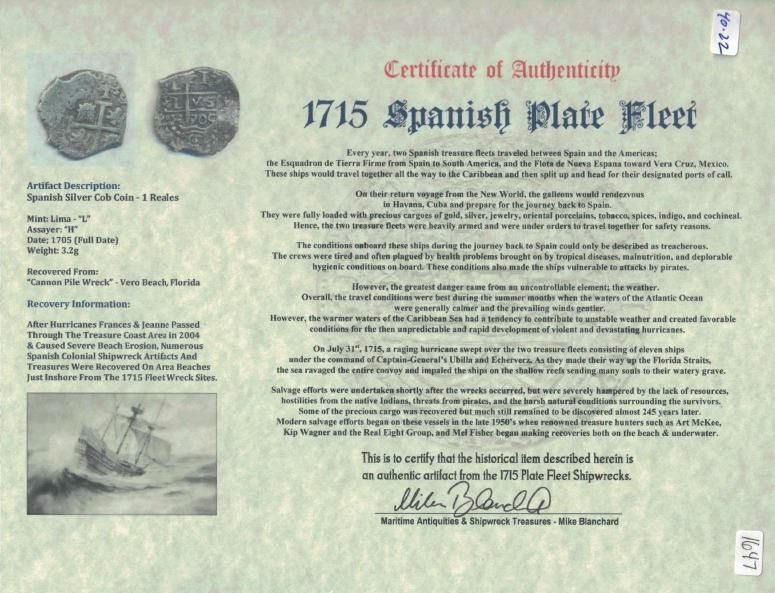 40-22
Certificate of Authenticity
1715 Spanish Plate Fleet
Every year, two Spanish treasure fleets traveled between Spain and the Americas;
the Esquadron de Tierra Firme from Spain to South America, and the Flota de Nueva Espana toward Vera Cruz, Mexico.
These ships would travel together all the way to the Caribbean and then split up and head for their designated ports of call.
On their return voyage from the New World, the galleons would rendezvous
in Havana, Cuba and prepare for the journey back to Spain.
They were fully loaded with precious cargoes of gold, silver, jewelry, oriental porcelains, tobacco, spices, indigo, and cochineal.
Hence, the two treasure fleets were heavily armed and were under orders to travel together for safety reasons.
The conditions onboard these ships during the journey back to Spain could only be described as treacherous.
The crews were tired and often plagued by health problems brought on by tropical diseases, malnutrition, and deplorable
hygienic conditions on board. These conditions also made the ships vulnerable to attacks by pirates.
However, the greatest danger came from an uncontrollable element; the weather.
Overall, the travel conditions were best during the summer months when the waters of the Atlantic Ocean
were generally calmer and the prevailing winds gentler.
However, the warmer waters of the Caribbean Sea had a tendency to contribute to unstable weather and created favorable
conditions for the then unpredictable and rapid development of violent and devastating hurricanes.
On July 31st, 1715, a raging hurricane swept over the two treasure fleets consisting of eleven ships
under the command of Captain-General's Ubilla and Echerverz. As they made their way up the Florida Straits,
the sea ravaged the entire convoy and impaled the ships on the shallow reefs sending many souls to their watery grave.
Salvage efforts were undertaken shortly after the wrecks occurred, but were severely hampered by the lack of resources,
hostilities from the native Indians, threats from pirates, and the harsh natural conditions surrounding the survivors.
Some of the precious cargo was recovered but much still remained to be discovered almost 245 years later.
Modern salvage efforts began on these vessels in the late 1950's when renowned treasure hunters such as Art McKee,
Kip Wagner and the Real Eight Group, and Mel Fisher began making recoveries both on the beach & underwater.
This is to certify that the historical item described herein is
an authentic artifact from the 1715 Plate Fleet Shipwrecks.
Mike Blanchard
Maritime Antiquities & Shipwreck Treasures - Mike Blanchard
1647
Artifact Description:
Spanish Silver Cob Coin - 1 Reales
Mint: Lima - "L"
Assayer: "H"
Date; 1705 (Full Date)
Weight: 3.2g
Recovered From:
"Cannon Pile Wreck" - Vero Beach, Florida
Recovery Information:
After Hurricanes Frances & Jeanne Passed
Through The Treasure Coast Area in 2004
& Caused Severe Beach Erosion, Numerous
Spanish Colonial Shipwreck Artifacts And
Treasures Were Recovered On Area Beaches
Just Inshore From The 1715 Fleet Wreck Sites.